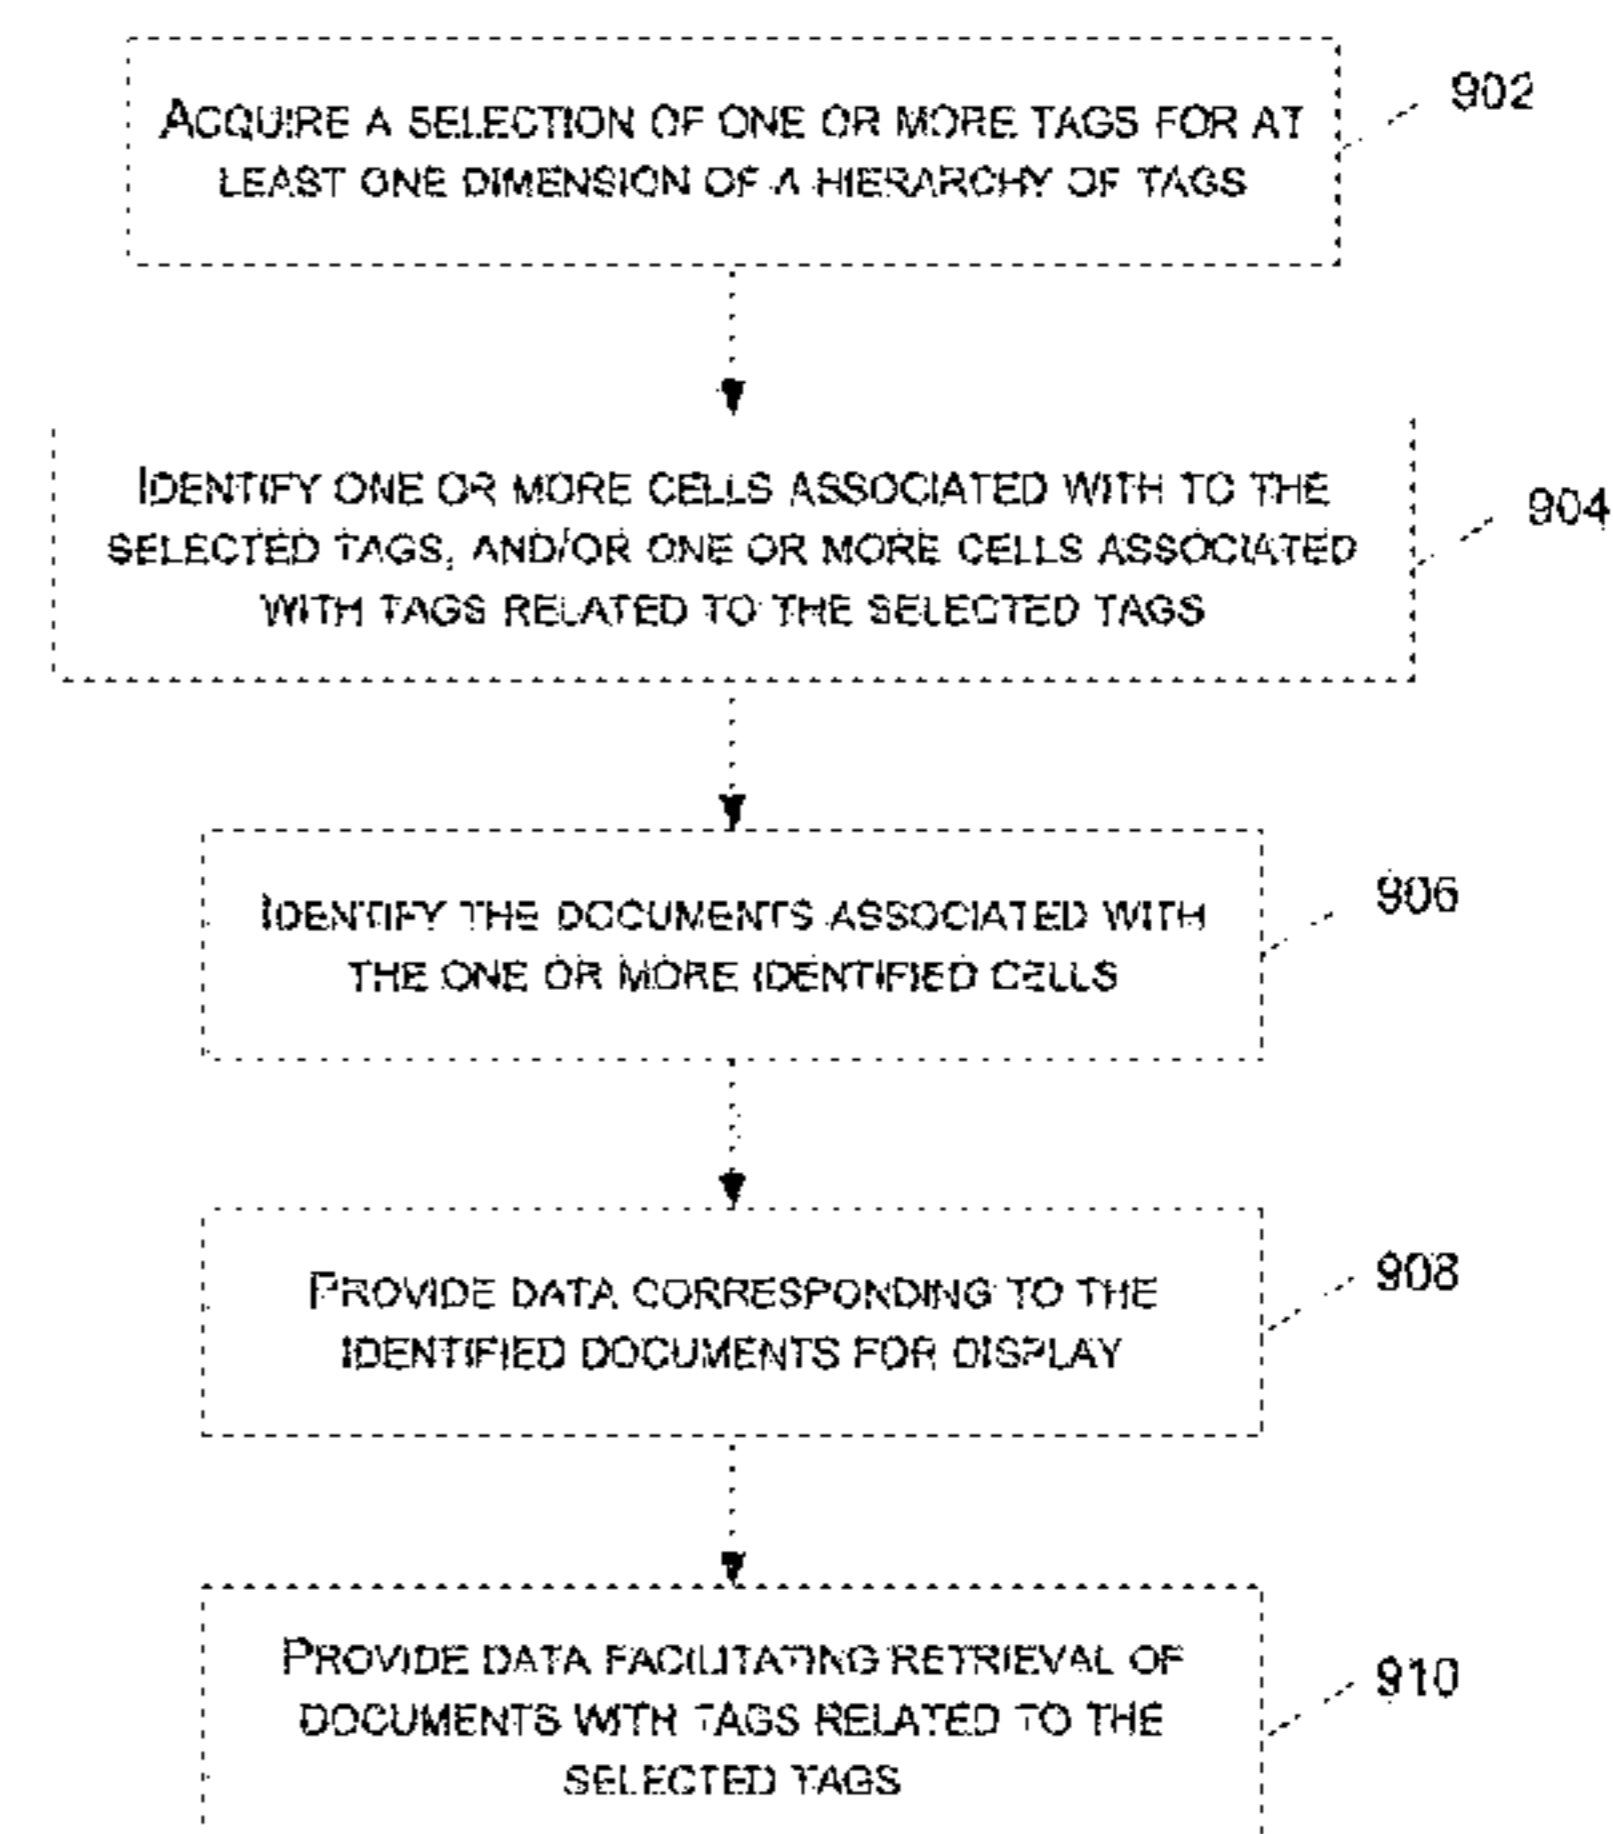 ACQUIRE A SELECTION OF ONE OR MORE TAGS FOR AT
LEAST ONE DIMENSION OF A HIERARCHY OF TAGS
902
IDENTIFY ONE OR MORE CELLS ASSOCIATED WITH TO THE
SELECTED TAGS, AND/OR ONE OR MORE CELLS ASSOCIATED
WITH TAGS RELATED TO THE SELECTED TAGS
904
IDENTIFY THE DOCUMENTS ASSOCIATED WITH
THE ONE OR MORE IDENTIFIED CELLS
906
PROVIDE DATA CORRESPONDING TO THE
IDENTIFIED DOCUMENTS FOR DISPLAY
908
PROVIDE DATA FACILITATING RETRIEVAL OF
DOCUMENTS WITH TAGS RELATED TO THE
SELECTED TAGS
910